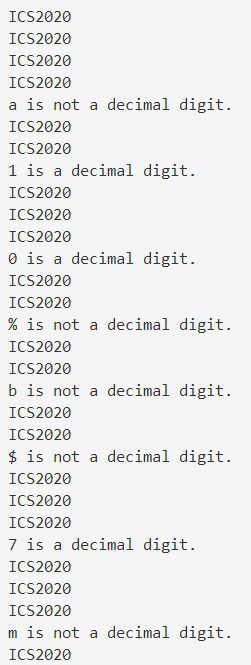 ICS2020
ICS2020
ICS2020
ICS2020
a is not a decimal digit.
ICS2020
ICS2020
1 is a decimal digit.
ICS2020
ICS2020
ICS2020
0 is a decimal digit.
ICS2020
ICS2020
% is not a decimal digit.
ICS2020
ICS2020
b is not a decimal digit.
ICS2020
ICS2020
$ is not a decimal digit.
ICS2020
ICS2020
ICS2020
7 is a decimal digit.
ICS2020
ICS2020
ICS2020
m is not a decimal digit.
ICS2020